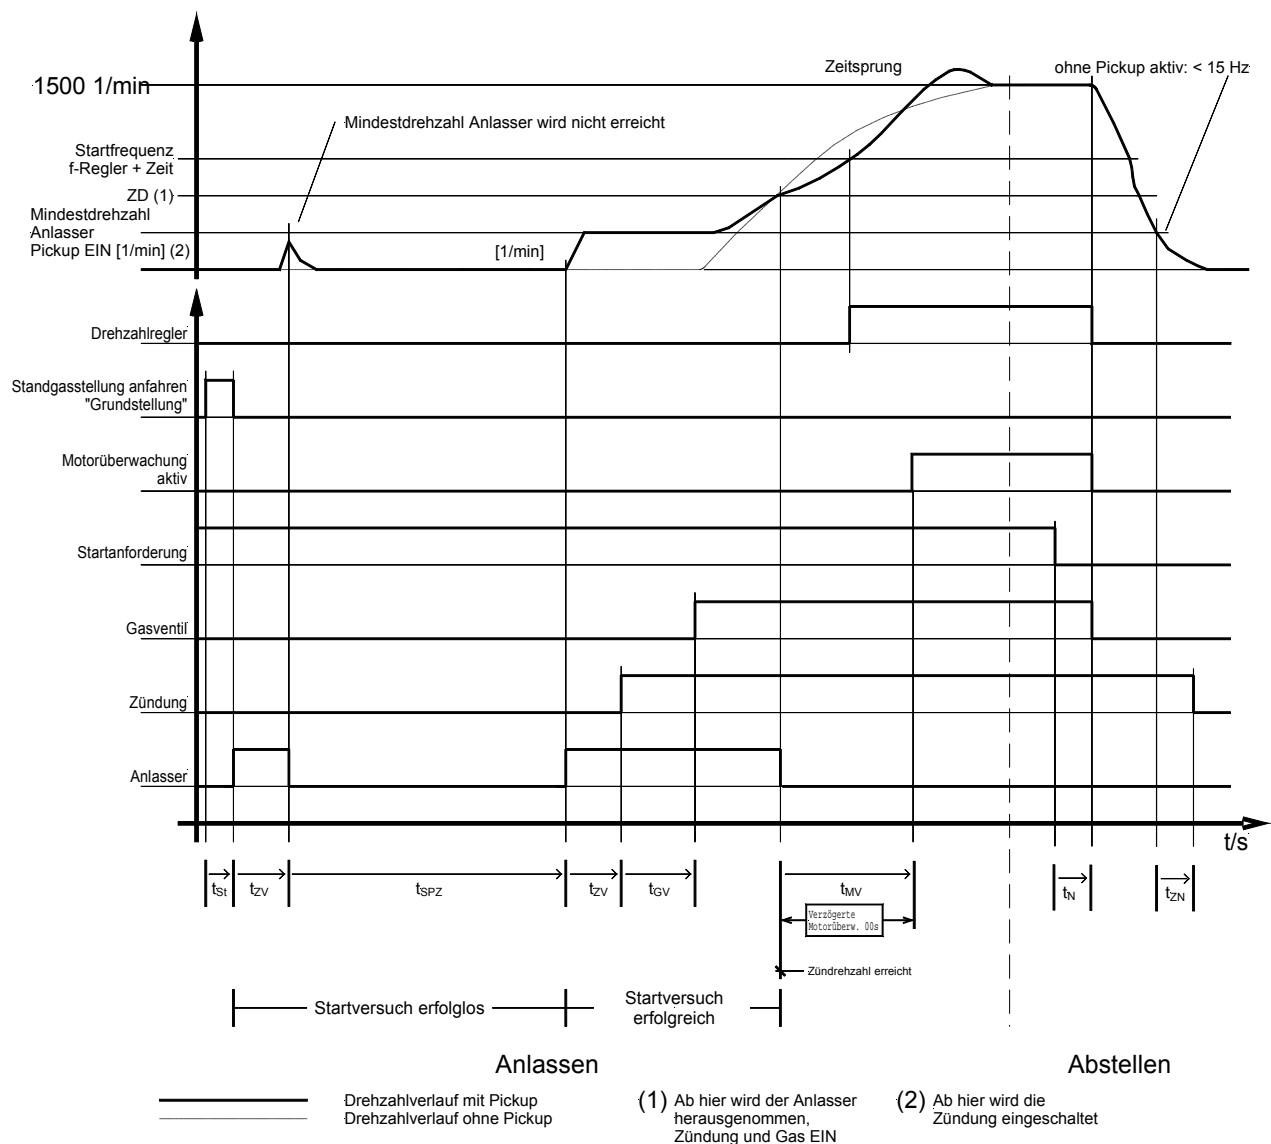 Zeitsprung
ohne Pickup aktiv: < 15 Hz
1500 1/min
Mindestdrehzahl Anlasser wird nicht erreicht
Startfrequenz
f-Regler + Zeit
ZD (1)
Mindestdrehzahl
Anlasser
Pickup EIN [1/min] (2)
[1/min]
Drehzahlregler
Standgasstellung anfahren
"Grundstellung"
Motorüberwachung
aktiv
Startanforderung
Gasventil
Zündung
Anlasser
t/s
tSt
tZV
tSPZ
tZV
tGV
tMV
tN
tZN
Verzögerte
Motorüberw. 00s
Zündrehzahl erreicht
Startversuch erfolglos
Startversuch
erfolgreich
Anlassen
Abstellen
Drehzahlverlauf mit Pickup
Drehzahlverlauf ohne Pickup
(1) Ab hier wird der Anlasser
herausgenommen,
Zündung und Gas EIN
(2) Ab hier wird die
Zündung eingeschaltet